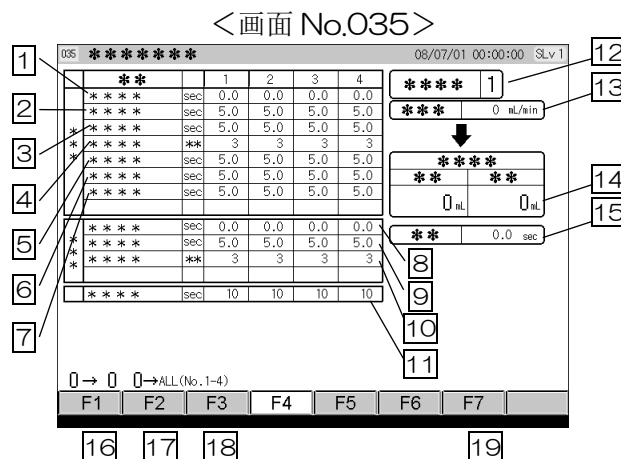 ＜画面 No.035＞
035 ******* 08/07/01 00:00:00 SLv 1
** 1 2 3 4
**** sec 0.0 0.0 0.0 0.0
**** sec 5.0 5.0 5.0 5.0
**** sec 5.0 5.0 5.0 5.0
**** ** 3 3 3 3
**** sec 5.0 5.0 5.0 5.0
**** sec 5.0 5.0 5.0 5.0
**** sec 5.0 5.0 5.0 5.0
***
**** sec 0.0 0.0 0.0 0.0
**** sec 5.0 5.0 5.0 5.0
**** ** 3 3 3 3
***
**** sec 10 10 10 10
**** 1
*** 0 mL/min
****
** **
0 mL 0 mL
** 0.0 sec
0→ 0 0→ALL(No.1-4)
F1 F2 F3 F4 F5 F6 F7
1
2
3
4
5
6
7
8
9
10
11
12
13
14
15
16 17 18 19